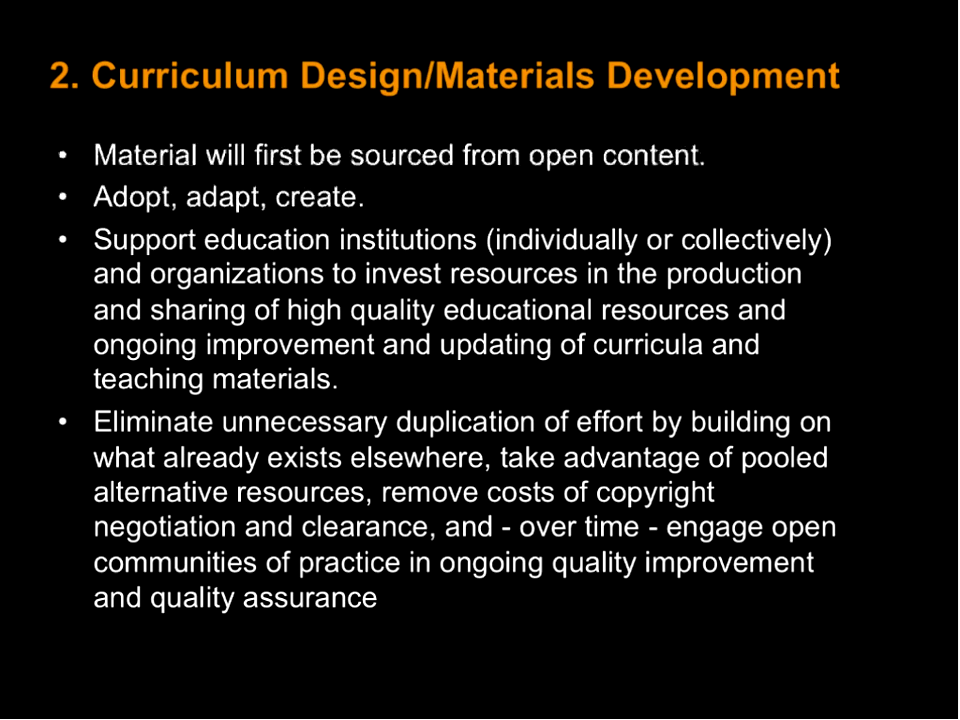 2. Curriculum Design/Materials Development
• Material will first be sourced from open content.
• Adopt, adapt, create.
• Support education institutions (individually or collectively)
and organizations to invest resources in the production
and sharing of high quality educational resources and
ongoing improvement and updating of curricula and
teaching materials.
• Eliminate unnecessary duplication of effort by building on
what already exists elsewhere, take advantage of pooled
alternative resources, remove costs of copyright
negotiation and clearance, and - over time - engage open
communities of practice in ongoing quality improvement
and quality assurance